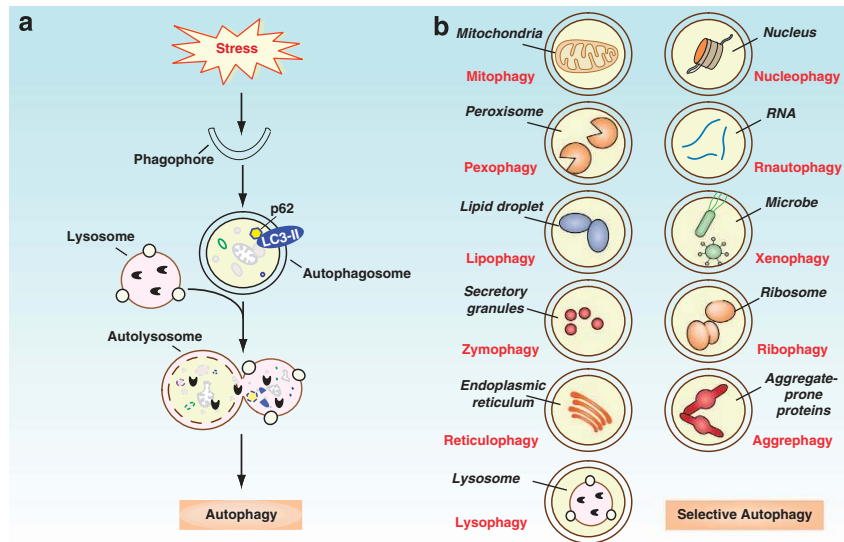 a
Stress
Phagophore
p62
LC3-II
Lysosome
Autophagosome
Autolysosome
Autophagy
b
Mitochondria
Mitophagy
Nucleus
Nucleophagy
Peroxisome
Pexophagy
RNA
Rnautophagy
Lipid droplet
Lipophagy
Microbe
Xenophagy
Secretory
granules
Zymophagy
Ribosome
Ribophagy
Endoplasmic
reticulum
Reticulophagy
Aggregate-
prone
proteins
Aggrephagy
Lysosome
Lysophagy
Selective Autophagy